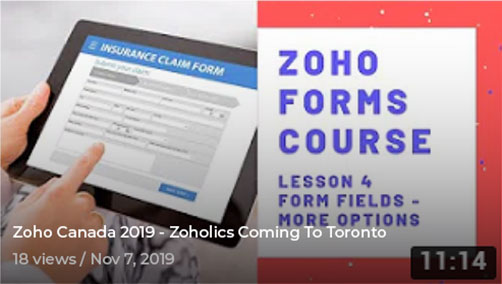 INSURANCE CLAIM FORM
Submit your claim
ZOHO
FORMS
COURSE
LESSON 4
FORM FIELDS -
MORE OPTIONS
Zoho Canada 2019 - Zoholics Coming To Toronto
18 views / Nov 7, 2019
11:14